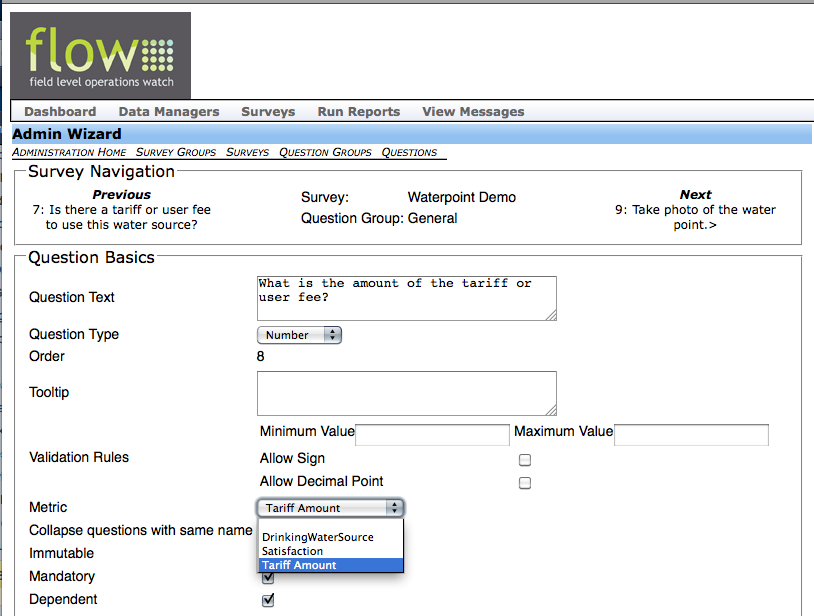 flow
field level operations watch
Dashboard Data Managers Surveys Run Reports View Messages
Admin Wizard
ADMINISTRATION HOME SURVEY GROUPS SURVEYS QUESTION GROUPS QUESTIONS
Survey Navigation
Previous
7: Is there a tariff or user fee
to use this water source?
Survey: Waterpoint Demo
Question Group: General
Next
9: Take photo of the water
point.>
Question Basics
Question Text
What is the amount of the tariff or
user fee?
Question Type Number
Order 8
Tooltip
Validation Rules
Minimum Value Maximum Value
Allow Sign
Allow Decimal Point
Metric Tariff Amount
Collapse questions with same name
DrinkingWaterSource
Satisfaction
Tariff Amount
Immutable
Mandatory
Dependent